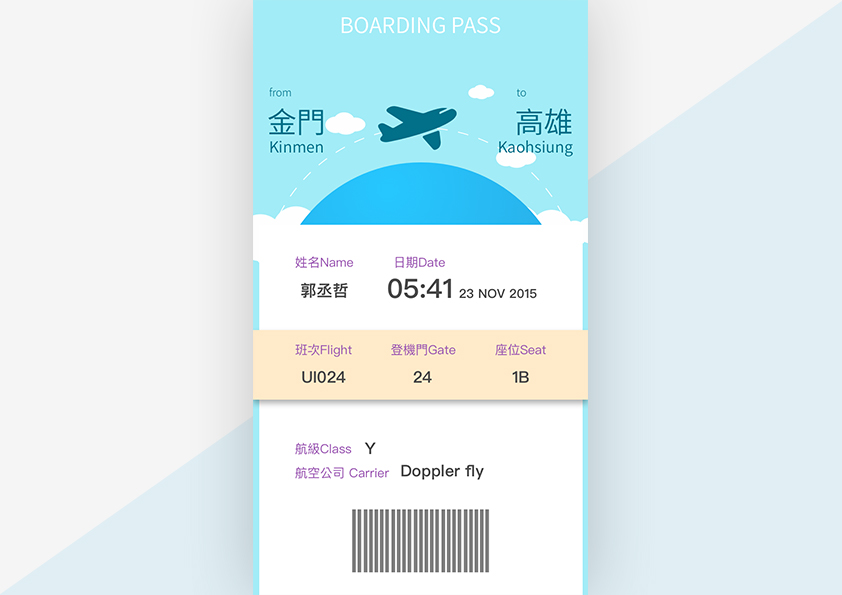 BOARDING PASS
from
to
金門
高雄
Kinmen
Kaohsiung
姓名Name 日期Date
郭丞哲 05:41 23 NOV 2015
班次Flight 登機門Gate 座位Seat
UI024 24 1B
航級Class Y
航空公司 Carrier Doppler fly